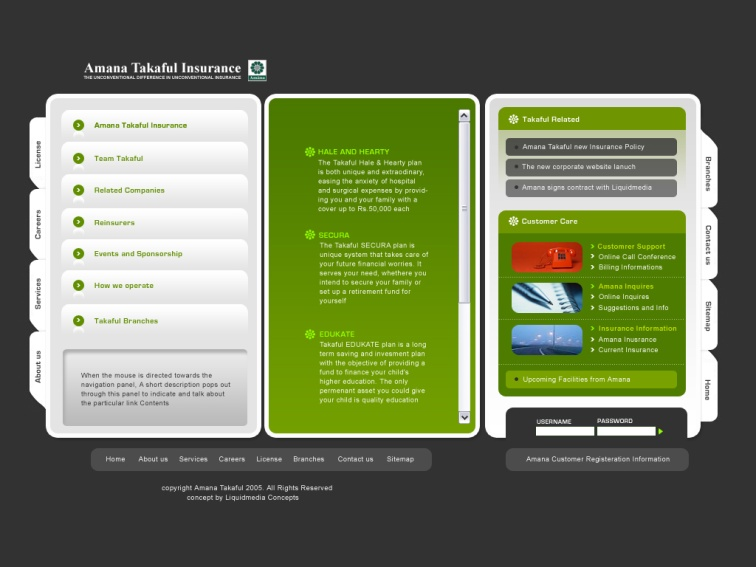 Amana Takaful Insurance
THE UNCONVENTIONAL DIFFERENCE IN UNCONVENTIONAL INSURANCE
License
Careers
Services
About us
Amana Takaful Insurance
Team Takaful
Related Companies
Reinsurers
Events and Sponsorship
How we operate
Takaful Branches
When the mouse is directed towards the
navigation panel, A short description pops out
through this panel to indicate and talk about
the particular link Contents
HALE AND HEARTY
The Takaful Hale & Hearty plan
is both unique and extraodinary,
easing the anxiety of hospital
and surgical expenses by provid-
ing you and your family with a
cover up to Rs.50,000 each
SECURA
The Takaful SECURA plan is
unique system that takes care of
your future financial worries. It
serves your need, whethere you
intend to secure your family or
set up a retirement fund for
yourself
EDUKATE
Takaful EDUKATE plan is a long
term saving and invesment plan
with the objective of providing a
fund to finance your child's
higher education. The only
permenant asset you could give
your child is quality education
Takaful Related
Amana Takaful new Insurance Policy
The new corporate website lanuch
Amana signs contract with Liquidmedia
Customer Care
Customrer Support
Online Call Conference
Billing Informations
Amana Inquires
Online Inquires
Suggestions and Info
Insurance Information
Amana Inusrance
Current Insurance
Upcoming Facilities from Amana
USERNAME PASSWORD
Branches
Contact us
Sitemap
Home
Home About us Services Careers License Branches Contact us Sitemap
Amana Customer Registeration Information
copyright Amana Takaful 2005. All Rights Reserved
concept by Liquidmedia Concepts